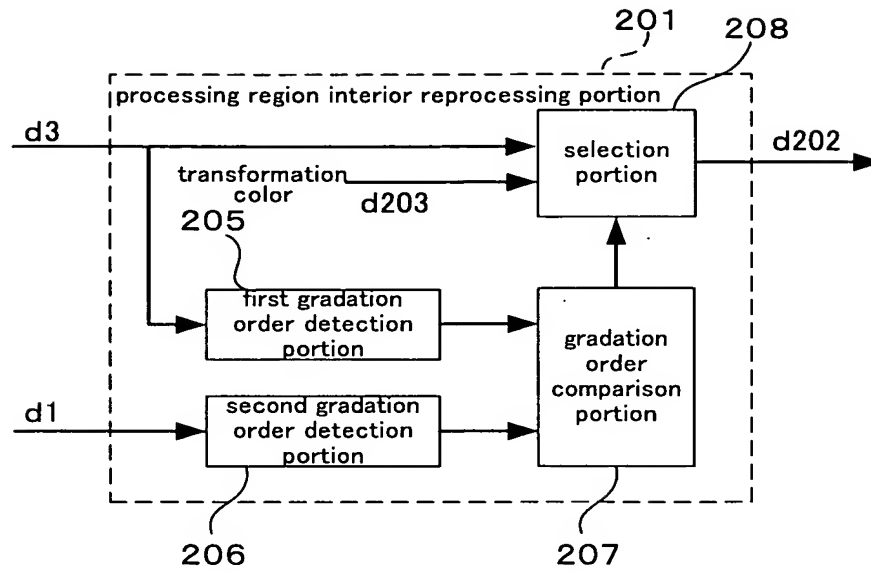 201
208
processing region interior reprocessing portion
d3
selection
portion
d202
transformation
color
d203
205
first gradation
order detection
portion
gradation
order
comparison
portion
d1
second gradation
order detection
portion
206
207